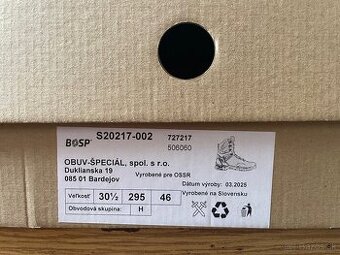 BOSP
S20217-002
727217
506060
OBUV-ŠPECIÁL, spol. s r.o.
Duklianska 19
085 01 Bardejov
Vyrobené pre OSSR
Dátum výroby: 03.2025
Vyrobené na Slovensku
Veľkosť 30½ 295 46
Obvodová skupina: H